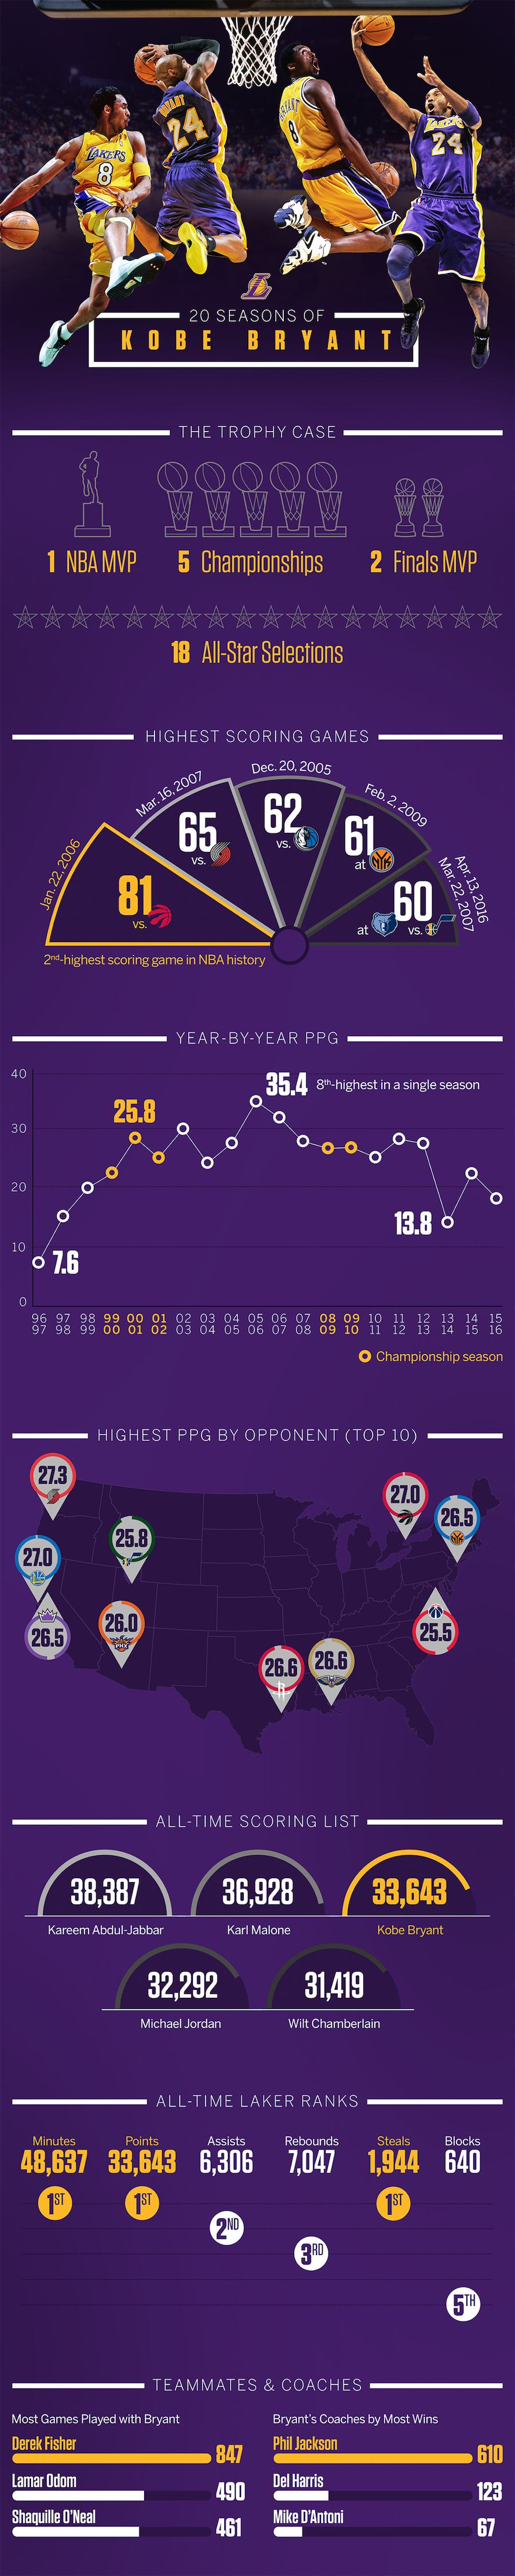 LAKERS
8
BRYANT
24
BRYANT
8
LAKERS
24
20 SEASONS OF
KOBE BRYANT
THE TROPHY CASE
1 NBA MVP
5 Championships
2 Finals MVP
18 All-Star Selections
HIGHEST SCORING GAMES
Jan. 22, 2006
81
vs.
Mar. 16, 2007
65
vs.
Dec. 20, 2005
62
vs.
Feb. 2, 2009
61
at
Apr. 13, 2016
Mar. 22, 2007
60
at
vs.
2nd-highest scoring game in NBA history
YEAR-BY-YEAR PPG
40
30
20
10
0
7.6
25.8
35.4 8th-highest in a single season
13.8
96 97 98 99 00 01 02 03 04 05 06 07 08 09 10 11 12 13 14 15
97 98 99 00 01 02 03 04 05 06 07 08 09 10 11 12 13 14 15 16
Championship season
HIGHEST PPG BY OPPONENT (TOP 10)
27.3
27.0
26.5
25.8
27.0
26.5
26.0
PHX
25.5
26.6
26.6
ALL-TIME SCORING LIST
38,387
Kareem Abdul-Jabbar
36,928
Karl Malone
33,643
Kobe Bryant
32,292
Michael Jordan
31,419
Wilt Chamberlain
ALL-TIME LAKER RANKS
Minutes Points Assists Rebounds Steals Blocks
48,637 33,643 6,306 7,047 1,944 640
1ST 1ST 1ST
2ND
3RD
5TH
TEAMMATES & COACHES
Most Games Played with Bryant
Derek Fisher
847
Lamar Odom
490
Shaquille O'Neal
461
Bryant's Coaches by Most Wins
Phil Jackson
610
Del Harris
123
Mike D'Antoni
67